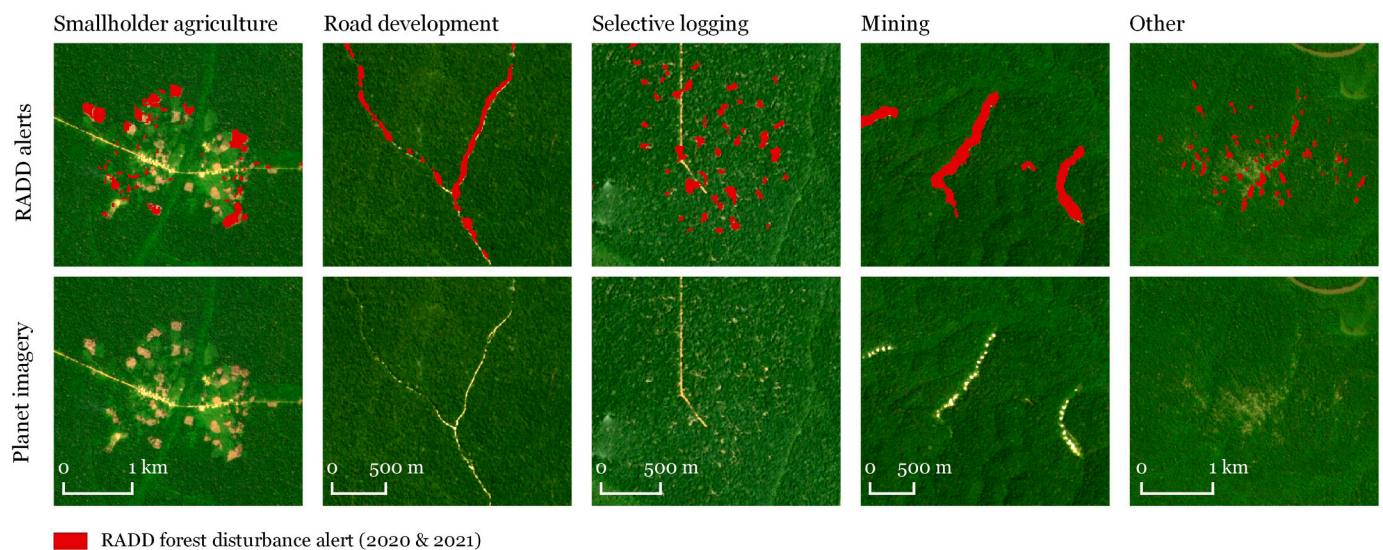 Smallholder agriculture Road development Selective logging Mining Other
RADD alerts
Planet imagery
0 1 km 0 500 m 0 500 m 0 500 m 0 1 km
RADD forest disturbance alert (2020 & 2021)